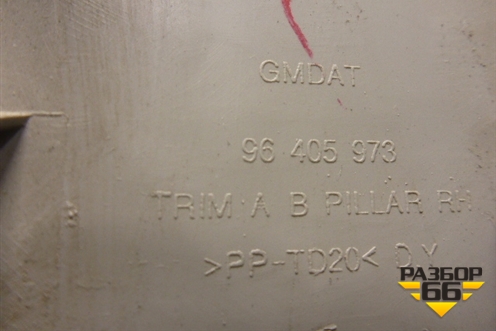 GMDAT
96 405 973
TRIM A B PILLAR RH
>PP-TD20< D.Y
РАЗБОР
66